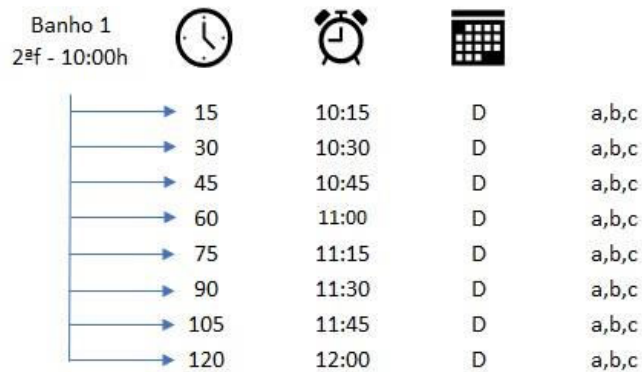 Banho 1
2ªf - 10:00h
15 10:15 D a,b,c
30 10:30 D a,b,c
45 10:45 D a,b,c
60 11:00 D a,b,c
75 11:15 D a,b,c
90 11:30 D a,b,c
105 11:45 D a,b,c
120 12:00 D a,b,c